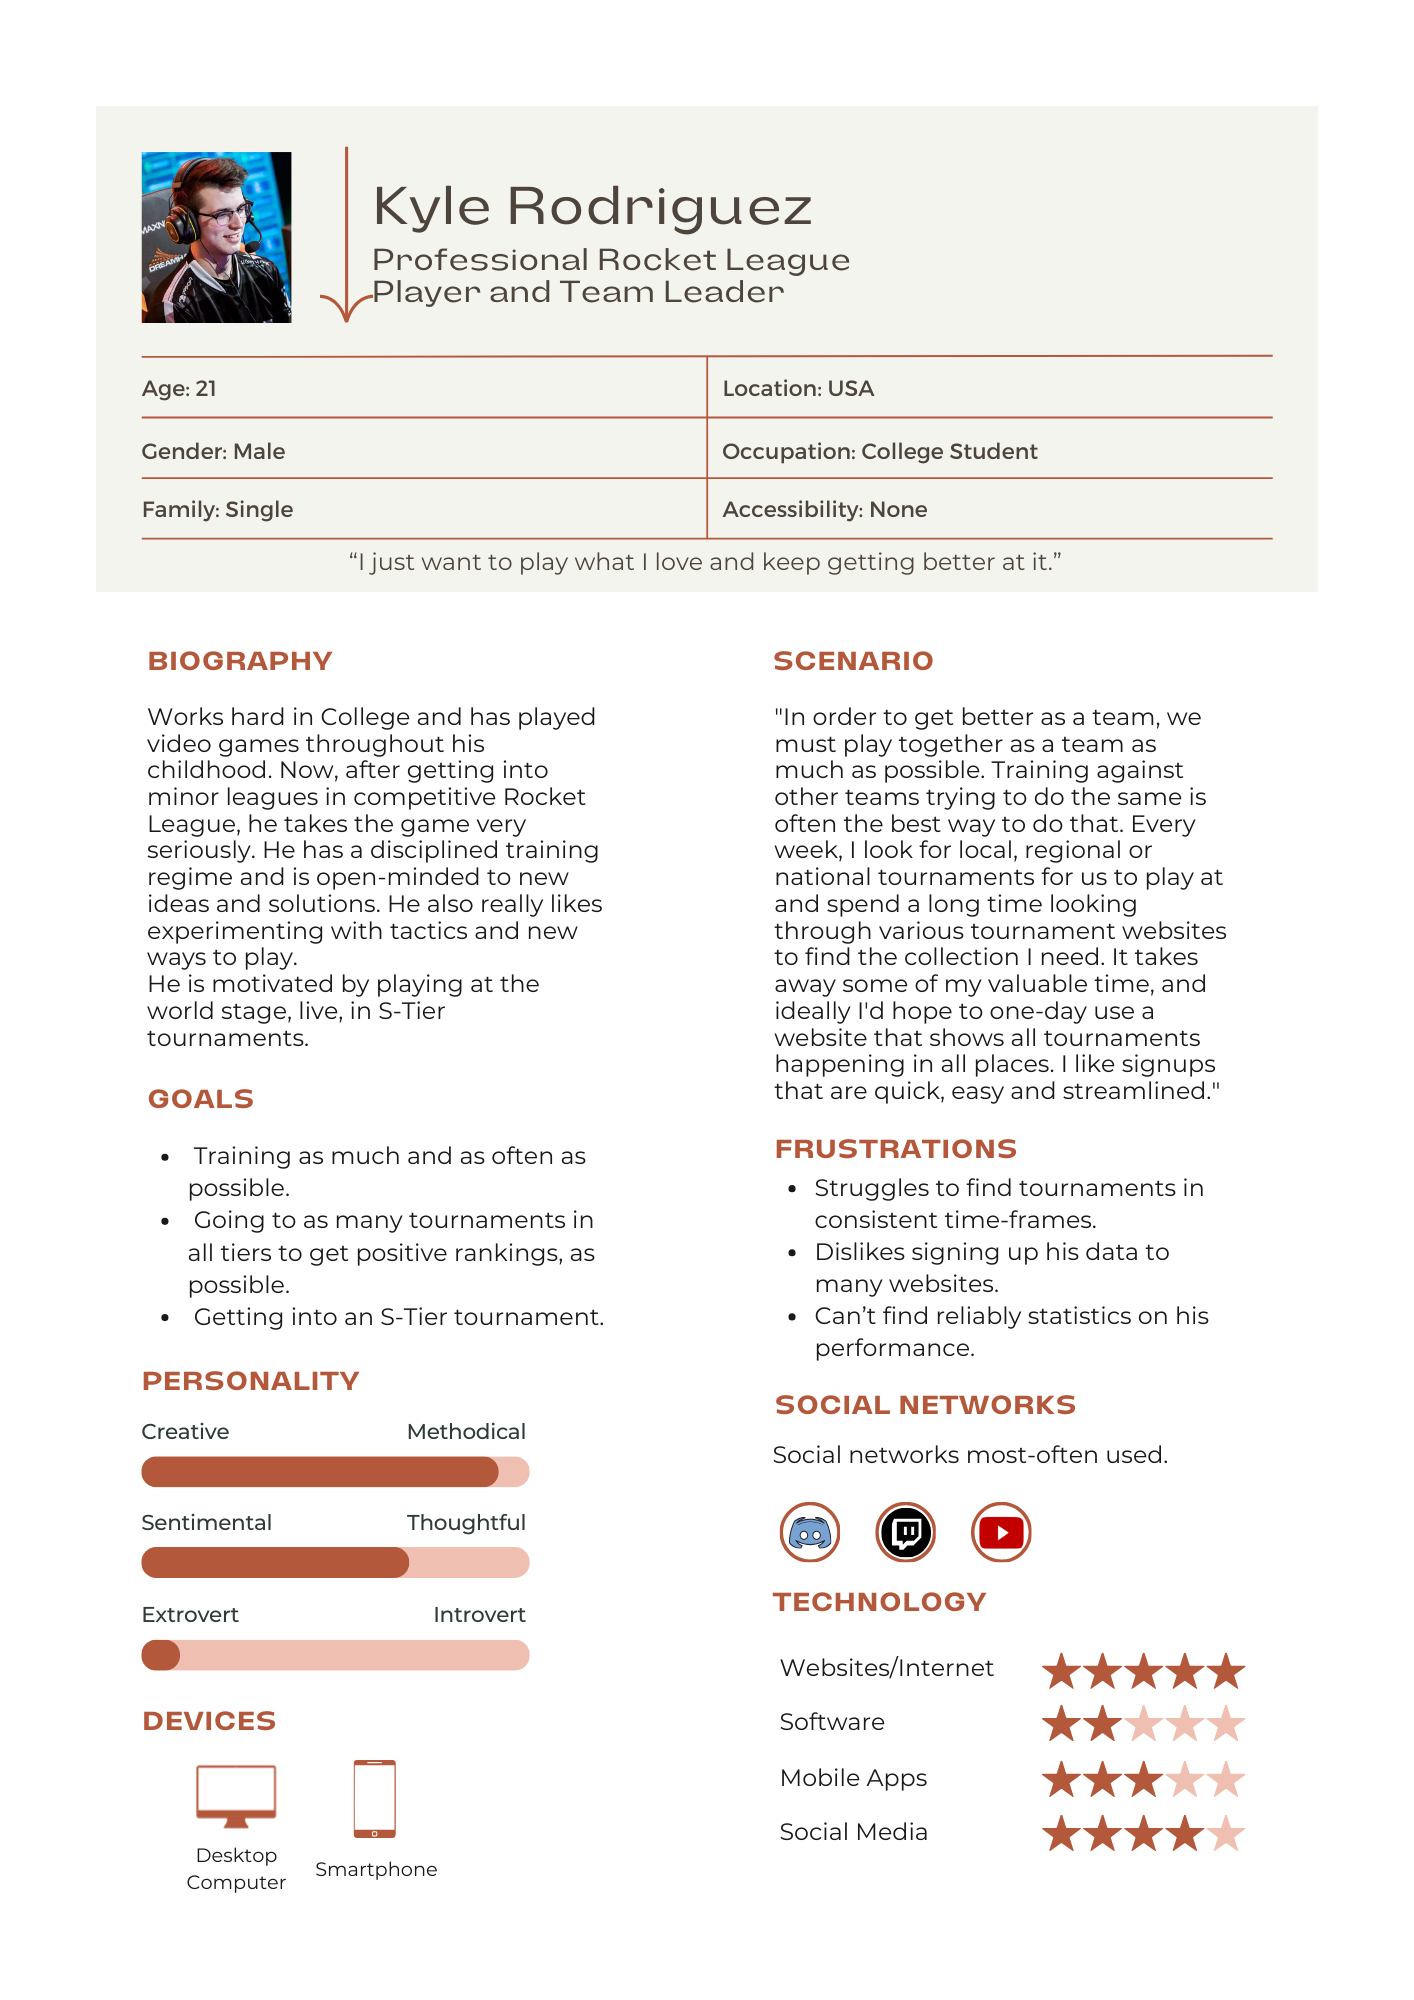 Kyle Rodriguez
Professional Rocket League
Player and Team Leader
Age: 21
Location: USA
Gender: Male
Occupation: College Student
Family: Single
Accessibility: None
“I just want to play what I love and keep getting better at it.”
BIOGRAPHY
Works hard in College and has played
video games throughout his
childhood. Now, after getting into
minor leagues in competitive Rocket
League, he takes the game very
seriously. He has a disciplined training
regime and is open-minded to new
ideas and solutions. He also really likes
experimenting with tactics and new
ways to play.
He is motivated by playing at the
world stage, live, in S-Tier
tournaments.
GOALS
• Training as much and as often as
possible.
• Going to as many tournaments in
all tiers to get positive rankings, as
possible.
• Getting into an S-Tier tournament.
PERSONALITY
Creative Methodical
Sentimental Thoughtful
Extrovert Introvert
DEVICES
Desktop
Computer
Smartphone
SCENARIO
"In order to get better as a team, we
must play together as a team as
much as possible. Training against
other teams trying to do the same is
often the best way to do that. Every
week, I look for local, regional or
national tournaments for us to play at
and spend a long time looking
through various tournament websites
to find the collection I need. It takes
away some of my valuable time, and
ideally I'd hope to one-day use a
website that shows all tournaments
happening in all places. I like signups
that are quick, easy and streamlined."
FRUSTRATIONS
• Struggles to find tournaments in
consistent time-frames.
• Dislikes signing up his data to
many websites.
• Can’t find reliably statistics on his
performance.
SOCIAL NETWORKS
Social networks most-often used.
TECHNOLOGY
Websites/Internet
Software
Mobile Apps
Social Media